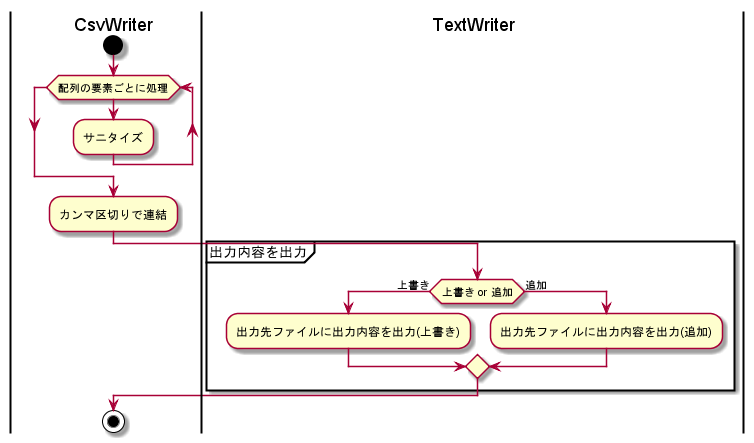 CsvWriter
TextWriter
配列の要素ごとに処理
サニタイズ
カンマ区切りで連結
出力内容を出力
上書き
上書き or 追加
追加
出力先ファイルに出力内容を出力(上書き)
出力先ファイルに出力内容を出力(追加)